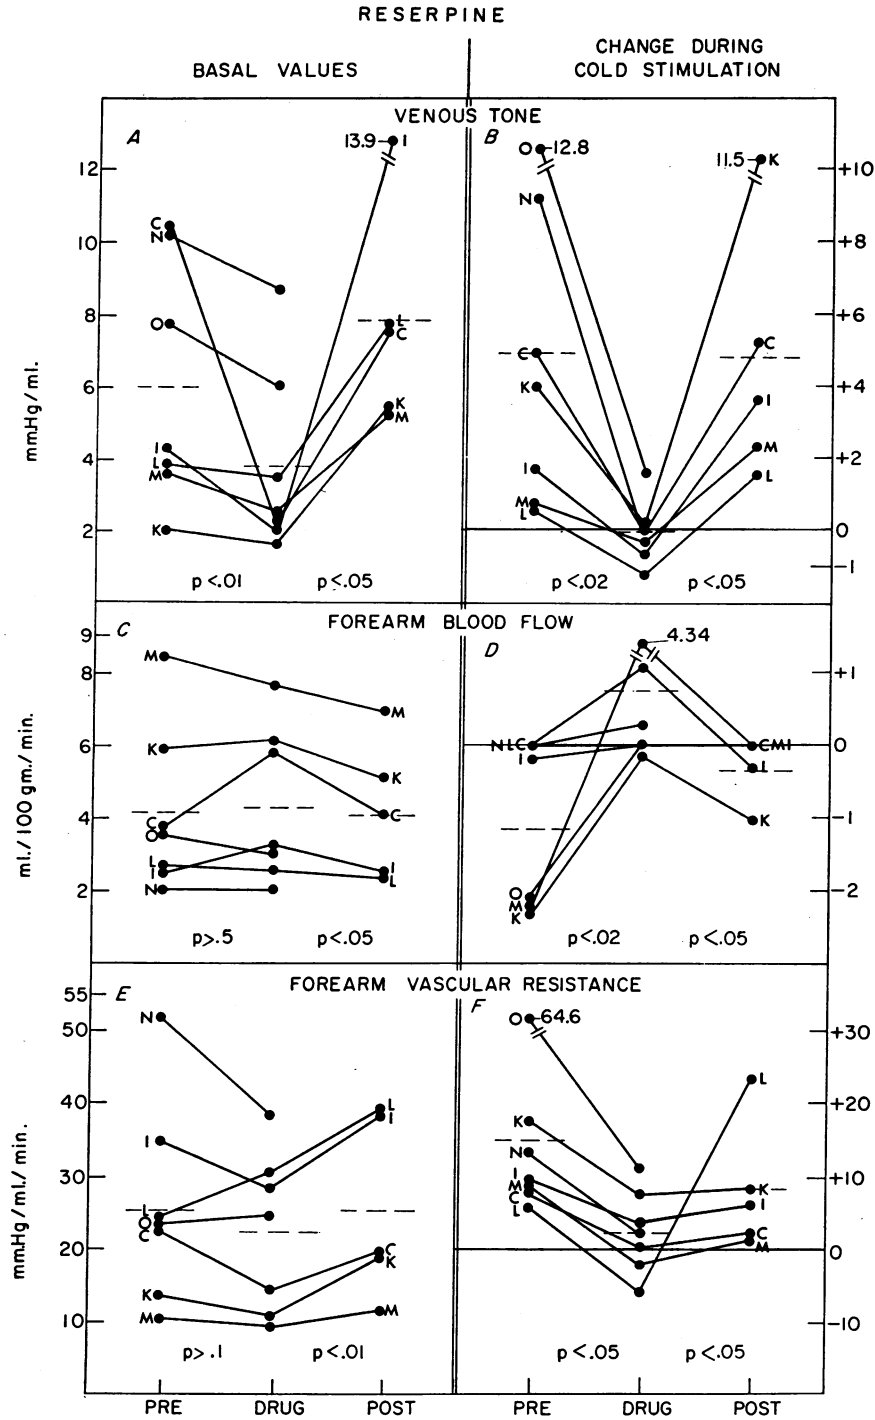 RESERPINE
BASAL VALUES
CHANGE DURING
COLD STIMULATION
VENOUS TONE
A
B
mmHg/ml.
12
10
8
6
4
2
C
N
O
I
L
M
K
13.9
I
L
C
K
M
p<.01
p<.05
O
12.8
N
C
K
I
M
L
11.5
K
C
I
M
L
+10
+8
+6
+4
+2
0
-1
p<.02
p<.05
FOREARM BLOOD FLOW
C
D
ml./100 gm./min.
9
8
6
4
2
M
K
C
O
L
I
N
M
K
C
I
L
p>.5
p<.05
4.34
NLC
I
O
M
K
CMI
L
K
+1
0
-1
-2
p<.02
p<.05
FOREARM VASCULAR RESISTANCE
E
F
mmHg/ml./min.
55
50
40
30
20
10
N
I
L
O
C
K
M
L
I
C
K
M
p>.1
p<.01
O
64.6
K
N
I
M
C
L
L
K
I
C
M
+30
+20
+10
0
-10
p<.05
p<.05
PRE DRUG POST
PRE DRUG POST